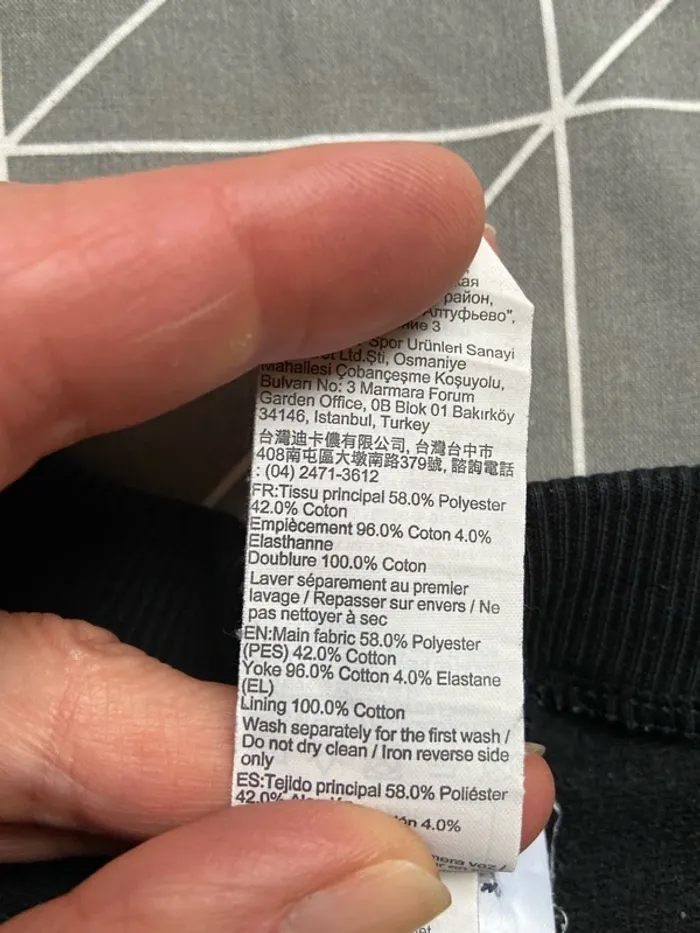 район,
"Алтуфьево",
3
Spor Urünleri Sanayi
Ltd.Şti, Osmaniye
Mahallesi Çobançeşme Koşuyolu,
Bulvarı No: 3 Marmara Forum
Garden Office, 0B Blok 01 Bakırköy
34146, Istanbul, Turkey
台灣迪卡儂有限公司, 台灣台中市
408南屯區大墩南路379號, 諮詢電話
: (04) 2471-3612
FR:Tissu principal 58.0% Polyester
42.0% Coton
Empiècement 96.0% Coton 4.0%
Elasthanne
Doublure 100.0% Coton
Laver séparement au premier
lavage / Repasser sur envers / Ne
pas nettoyer à sec
EN:Main fabric 58.0% Polyester
(PES) 42.0% Cotton
Yoke 96.0% Cotton 4.0% Elastane
(EL)
Lining 100.0% Cotton
Wash separately for the first wash /
Do not dry clean / Iron reverse side
only
ES:Tejido principal 58.0% Poliéster
42.0%
4.0%